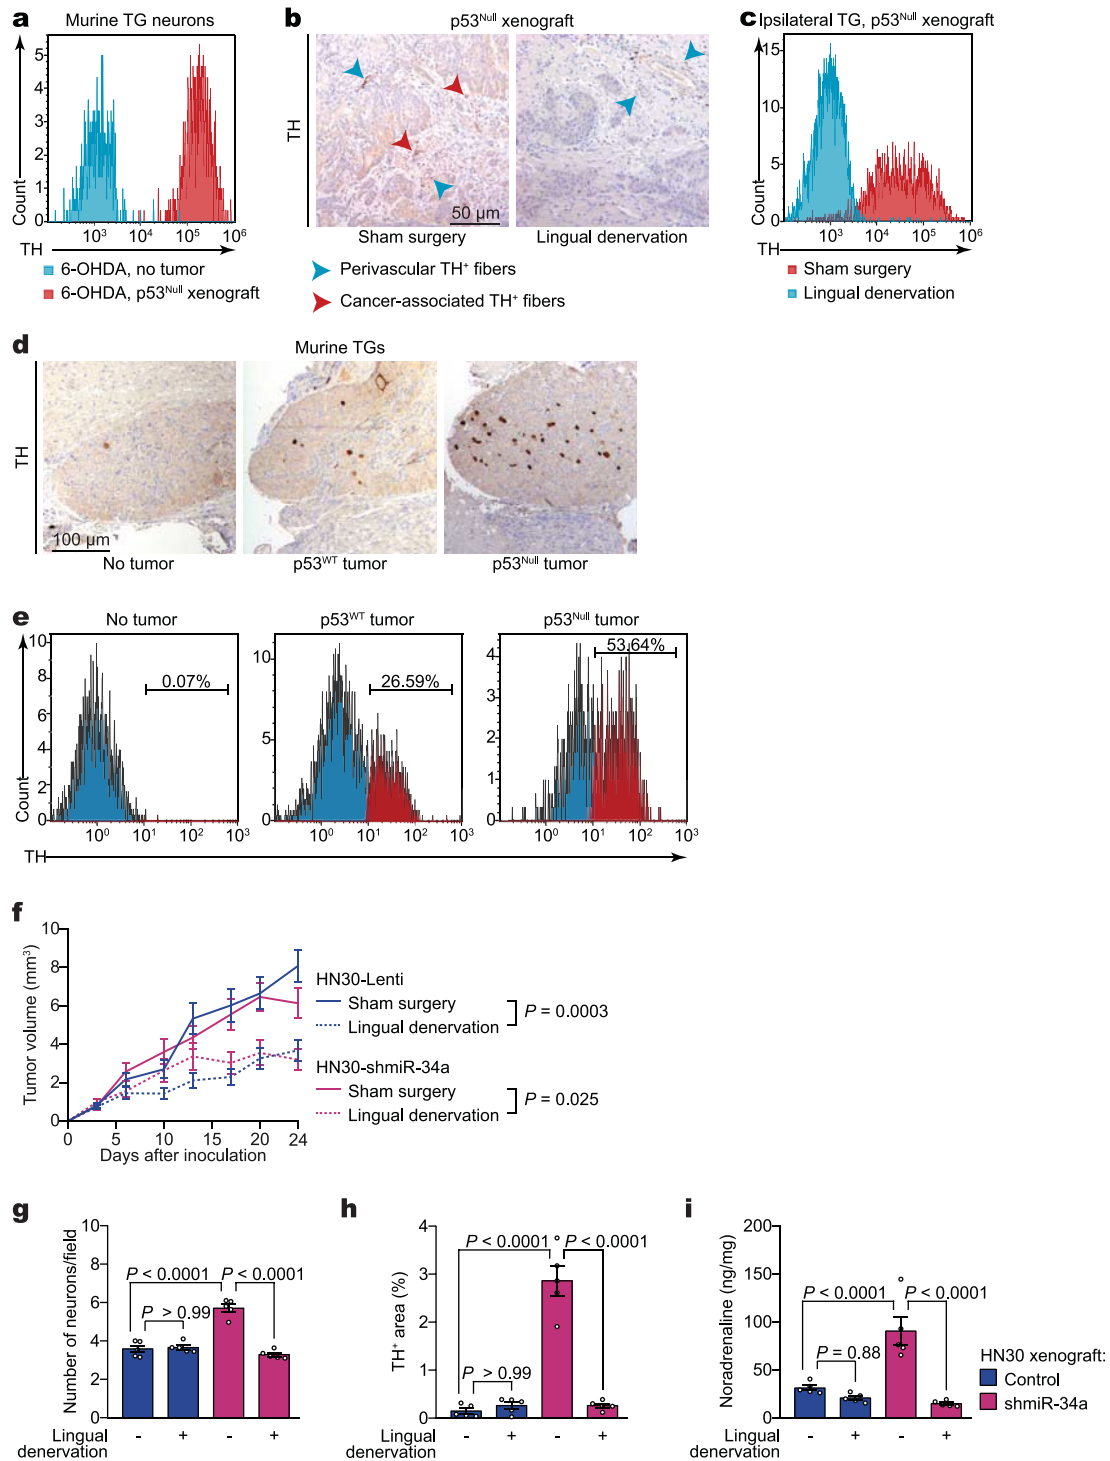 a
Murine TG neurons
5
4
3
2
1
0
Count
10³
10⁴
10⁵
10⁶
TH
6-OHDA, no tumor
6-OHDA, p53ᴺᵘˡˡ xenograft
b
p53ᴺᵘˡˡ xenograft
TH
50 µm
Sham surgery
Lingual denervation
Perivascular TH⁺ fibers
Cancer-associated TH⁺ fibers
c
Ipsilateral TG, p53ᴺᵘˡˡ xenograft
15
10
5
0
Count
10³
10⁴
10⁵
10⁶
TH
Sham surgery
Lingual denervation
d
Murine TGs
TH
100 µm
No tumor
p53ᵂᵀ tumor
p53ᴺᵘˡˡ tumor
e
No tumor
10
8
6
4
2
0
Count
0.07%
10⁰
10¹
10²
10³
p53ᵂᵀ tumor
10
5
0
26.59%
10⁰
10¹
10²
10³
p53ᴺᵘˡˡ tumor
4
3
2
1
0
53.64%
10⁰
10¹
10²
10³
TH
f
Tumor volume (mm³)
10
8
6
4
2
0
0
5
10
15
20
24
Days after inoculation
HN30-Lenti
Sham surgery
Lingual denervation
P = 0.0003
HN30-shmiR-34a
Sham surgery
Lingual denervation
P = 0.025
g
Number of neurons/field
10
8
6
4
2
0
P < 0.0001
P < 0.0001
P > 0.99
Lingual denervation
- + - +
h
TH⁺ area (%)
4
3
2
1
0
P < 0.0001
P < 0.0001
P > 0.99
Lingual denervation
- + - +
i
Noradrenaline (ng/mg)
200
150
100
50
0
P < 0.0001
P < 0.0001
P = 0.88
- + - +
HN30 xenograft:
Control
shmiR-34a